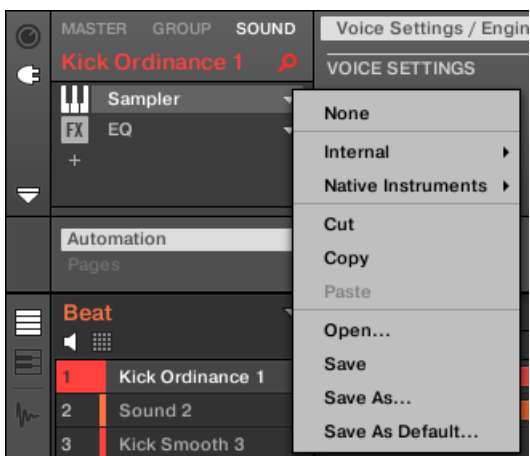 MASTER GROUP SOUND
Voice Settings / Engin
Kick Ordinance 1
VOICE SETTINGS
Sampler
FX EQ
+
None
Internal
Native Instruments
Cut
Copy
Paste
Open...
Save
Save As...
Save As Default...
Automation
Pages
Beat
1 Kick Ordinance 1
2 Sound 2
3 Kick Smooth 3